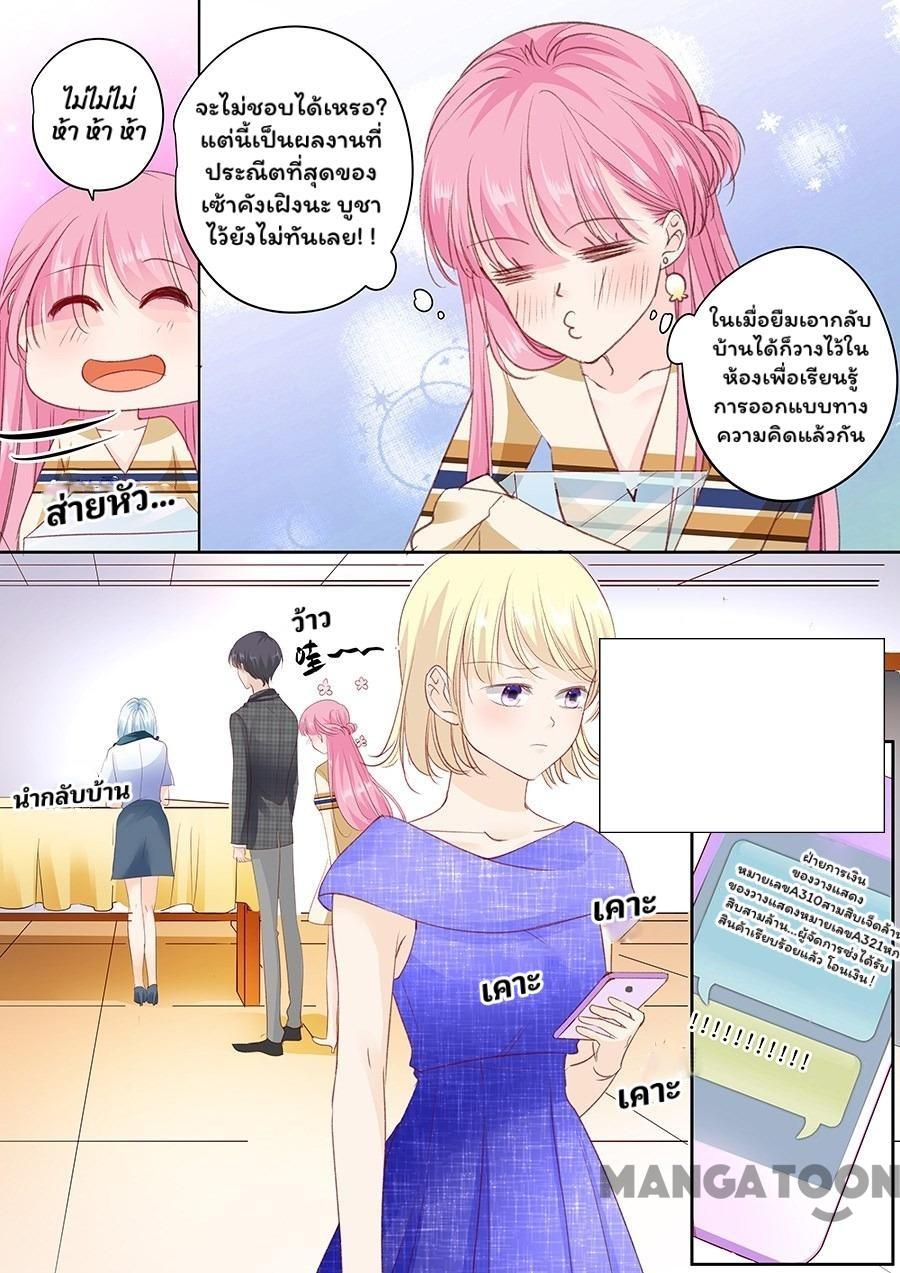 ไม่ไม่ไม่
ห้า ห้า ห้า
จะไม่ชอบได้เหรอ?
แต่นี้เป็นผลงานที่
ประณีตที่สุดของ
เซ้าคังเฝิงนะ บูชา
ไว้ยังไม่ทันเลย! !
ในเมื่อยืมเอากลับ
บ้านได้ก็วางไว้ใน
ห้องเพื่อเรียนรู้
การออกแบบทาง
ความคิดแล้วกัน
ส่ายหัว...
ว้าว
哇~~
นำกลับบ้าน
เคาะ
เคาะ
เคาะ
ฝ่ายการเงิน
ของวางแสดง
หมายเลขA310สามสิบเจ็ดล้าน
ของวางแสดงหมายเลขA321หก
สิบสามล้าน...ผู้จัดการซ่งได้รับ
สินค้าเรียบร้อยแล้ว โอนเงิน!
!!!!!!!!!!!
MANGATOON